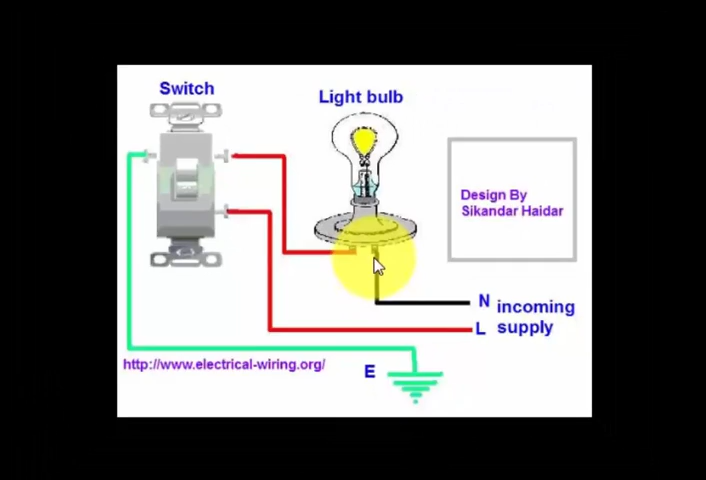 Switch
Light bulb
Design By
Sikandar Haidar
N
incoming
L
supply
http://www.electrical-wiring.org/
E